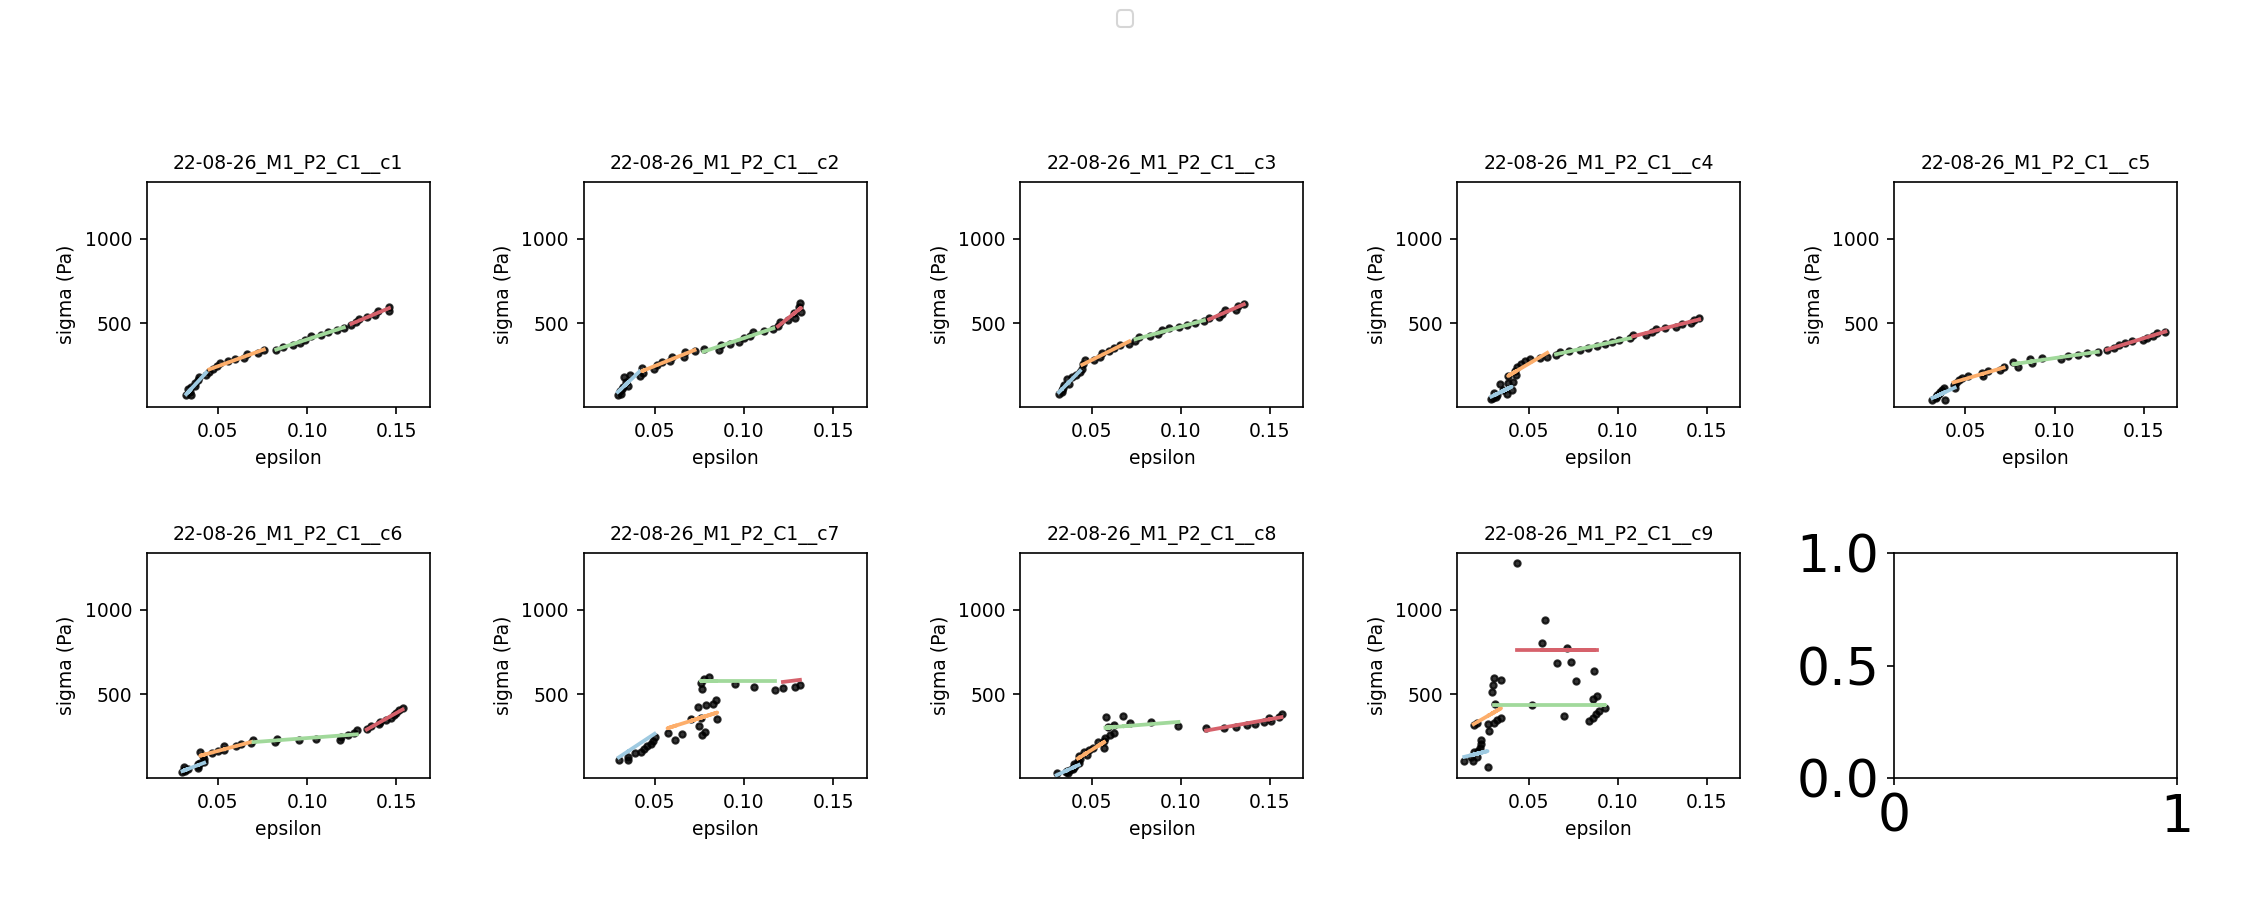 22-08-26_M1_P2_C1__c1
22-08-26_M1_P2_C1__c2
22-08-26_M1_P2_C1__c3
22-08-26_M1_P2_C1__c4
22-08-26_M1_P2_C1__c5
sigma (Pa)
1000
500
0.05 0.10 0.15
epsilon
sigma (Pa)
1000
500
0.05 0.10 0.15
epsilon
sigma (Pa)
1000
500
0.05 0.10 0.15
epsilon
sigma (Pa)
1000
500
0.05 0.10 0.15
epsilon
sigma (Pa)
1000
500
0.05 0.10 0.15
epsilon
22-08-26_M1_P2_C1__c6
22-08-26_M1_P2_C1__c7
22-08-26_M1_P2_C1__c8
22-08-26_M1_P2_C1__c9
sigma (Pa)
1000
500
0.05 0.10 0.15
epsilon
sigma (Pa)
1000
500
0.05 0.10 0.15
epsilon
sigma (Pa)
1000
500
0.05 0.10 0.15
epsilon
sigma (Pa)
1000
500
0.05 0.10 0.15
epsilon
1.0
0.5
0.0
0 1